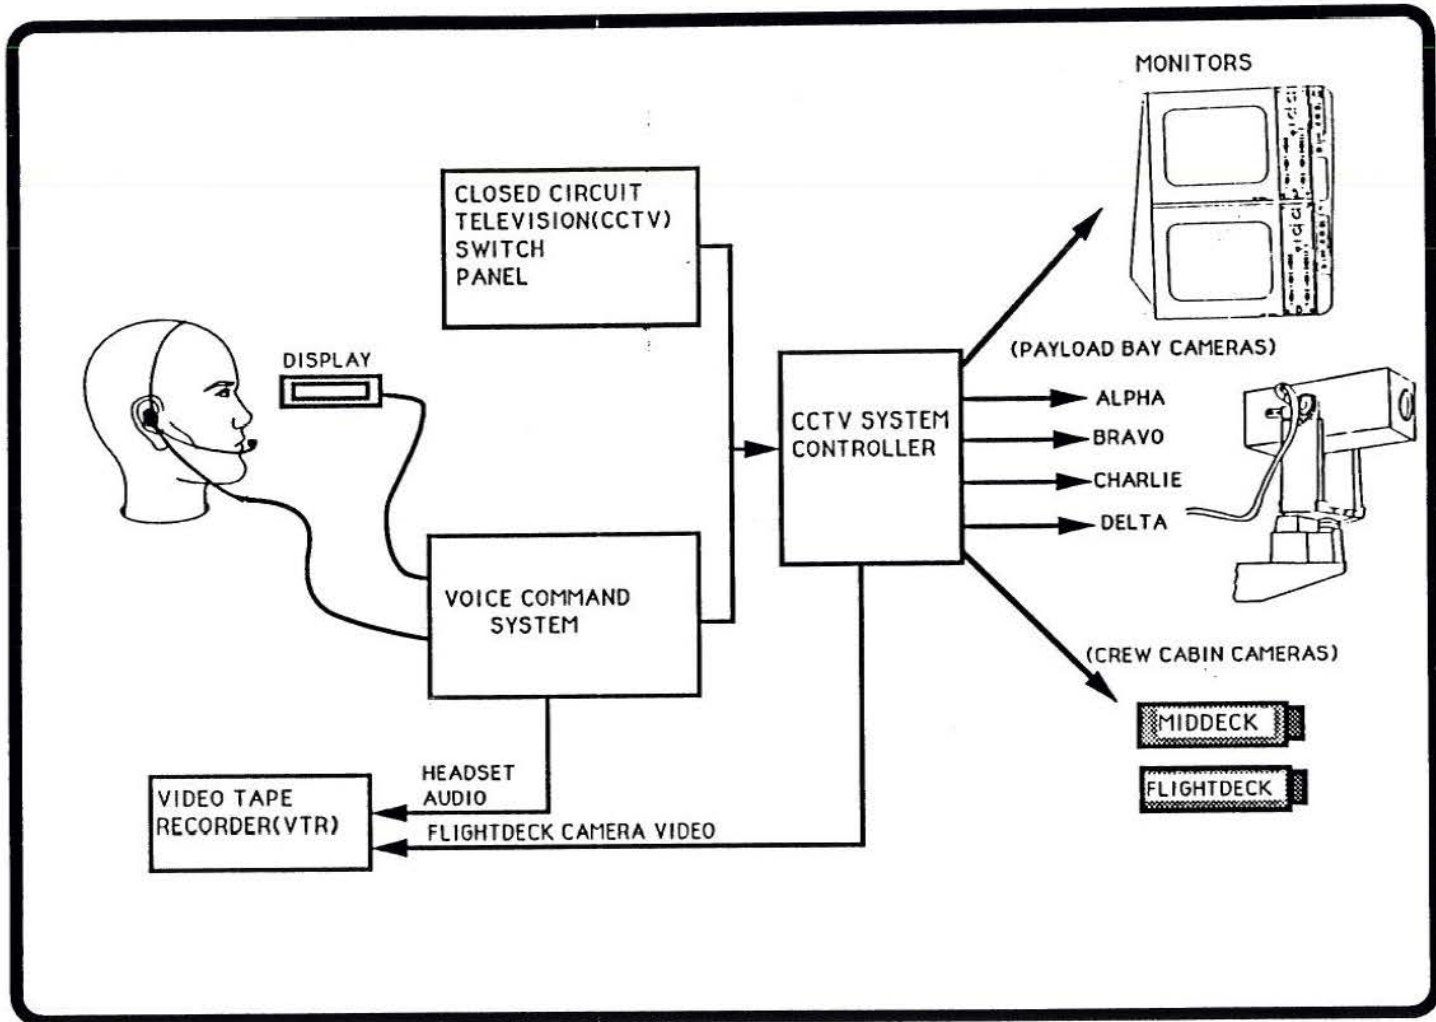 MONITORS
CLOSED CIRCUIT
TELEVISION(CCTV)
SWITCH
PANEL
DISPLAY
(PAYLOAD BAY CAMERAS)
ALPHA
BRAVO
CHARLIE
DELTA
CCTV SYSTEM
CONTROLLER
VOICE COMMAND
SYSTEM
(CREW CABIN CAMERAS)
MIDDECK
FLIGHTDECK
HEADSET
AUDIO
VIDEO TAPE
RECORDER(VTR)
FLIGHTDECK CAMERA VIDEO